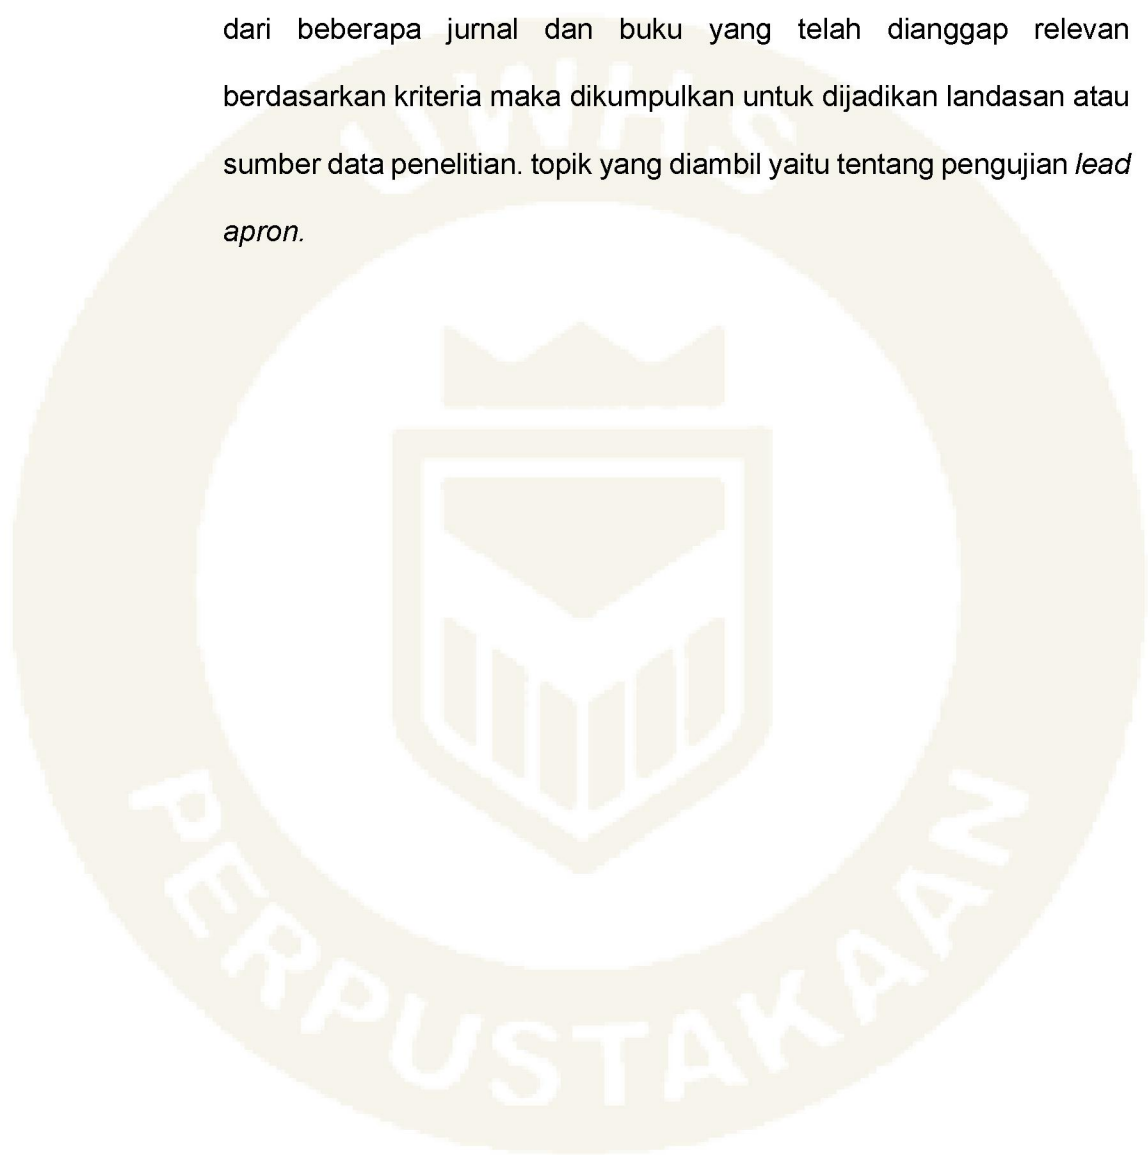 dari beberapa jurnal dan buku yang telah dianggap relevan
berdasarkan kriteria maka dikumpulkan untuk dijadikan landasan atau
sumber data penelitian. topik yang diambil yaitu tentang pengujian lead
apron.
UWHS
PERPUSTAKAAN